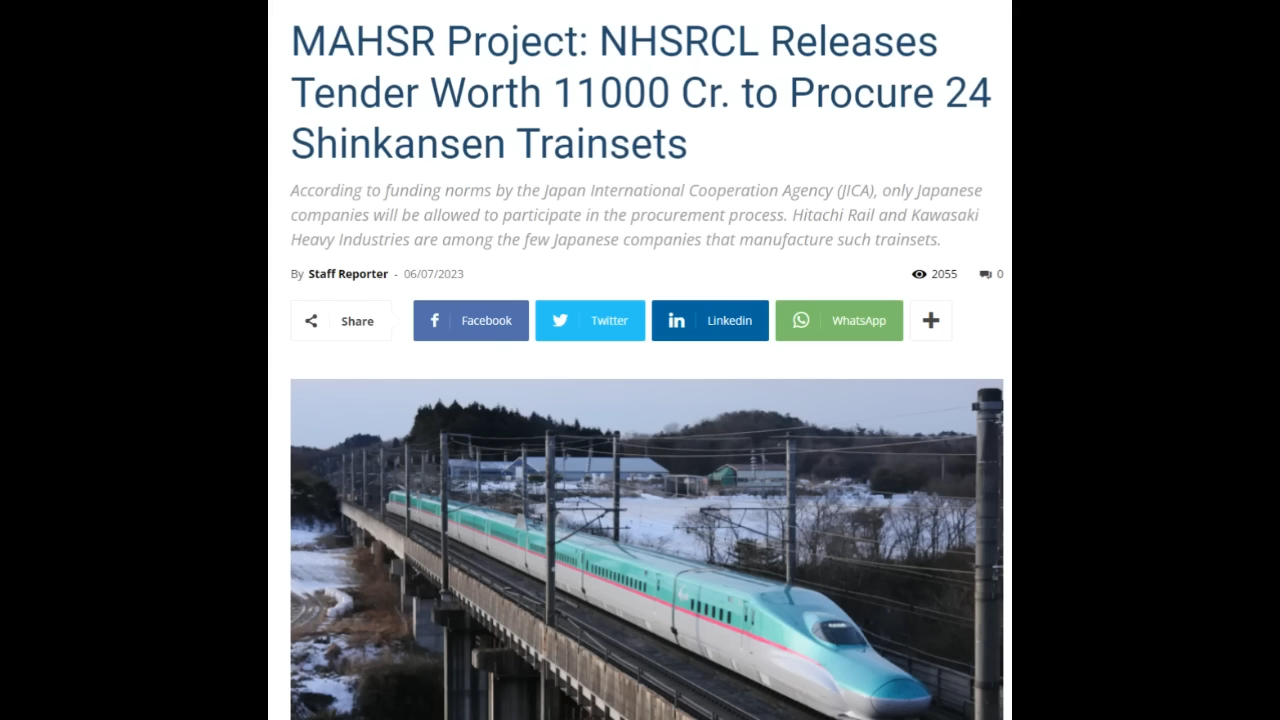 MAHSR Project: NHSRCL Releases
Tender Worth 11000 Cr. to Procure 24
Shinkansen Trainsets
According to funding norms by the Japan International Cooperation Agency (JICA), only Japanese
companies will be allowed to participate in the procurement process. Hitachi Rail and Kawasaki
Heavy Industries are among the few Japanese companies that manufacture such trainsets.
By Staff Reporter - 06/07/2023 2055 0
Share Facebook Twitter Linkedin WhatsApp